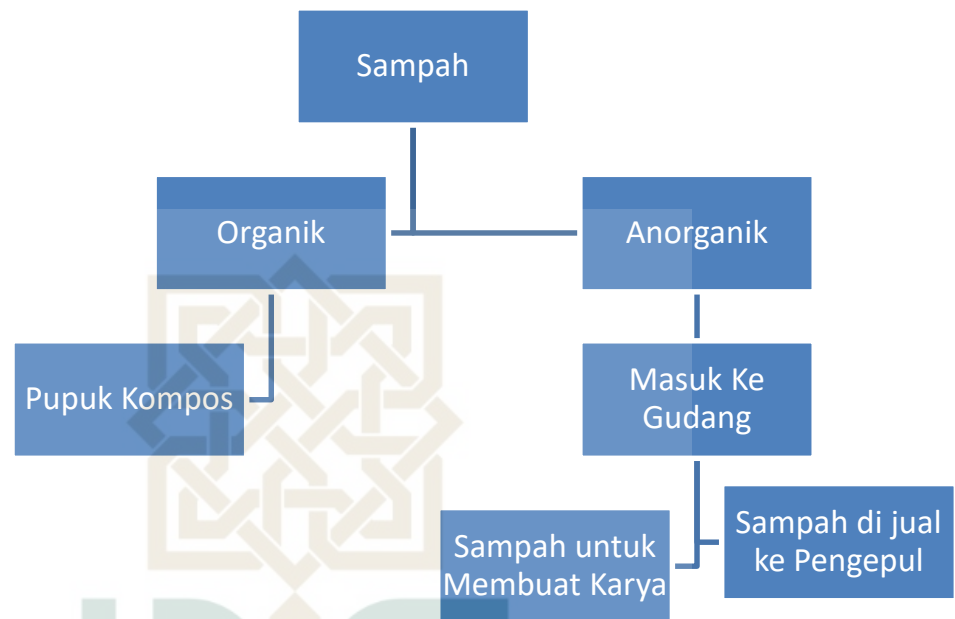 Sampah
Organik
Anorganik
Pupuk Kompos
Masuk Ke
Gudang
Sampah untuk
Membuat Karya
Sampah di jual
ke Pengepul